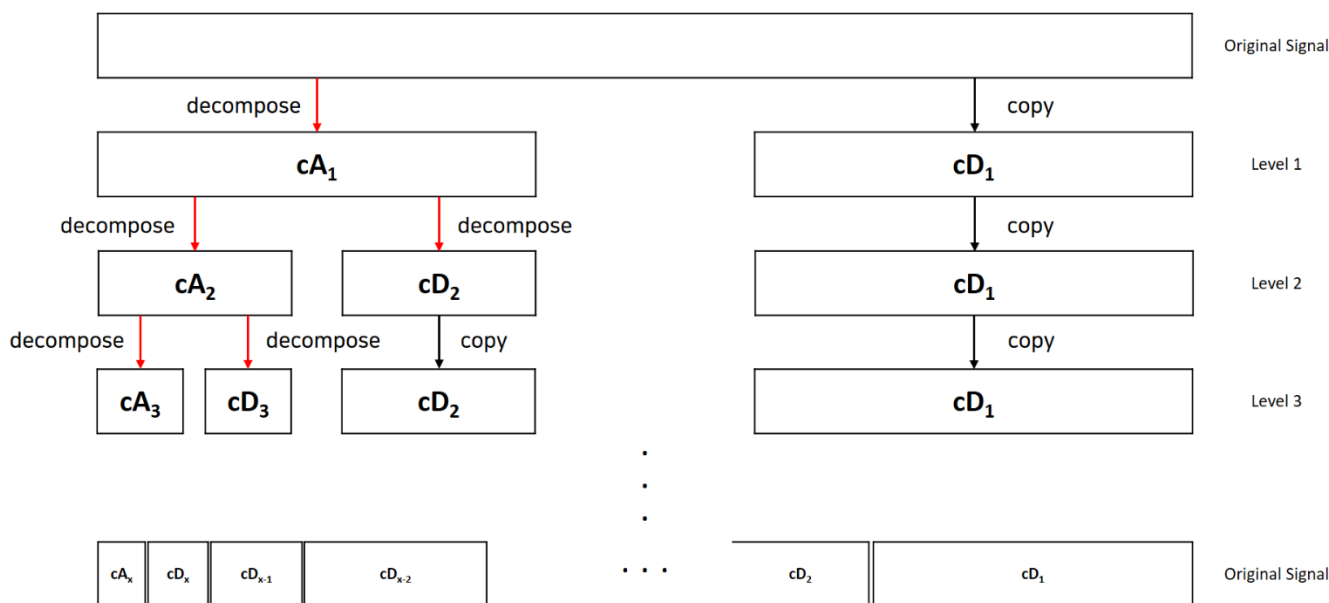 Original Signal
decompose copy
cA₁ cD₁ Level 1
decompose decompose copy
cA₂ cD₂ cD₁ Level 2
decompose decompose copy copy
cA₃ cD₃ cD₂ cD₁ Level 3
.
.
.
cAₓ cDₓ cDₓ₋₁ cDₓ₋₂ . . . cD₂ cD₁ Original Signal